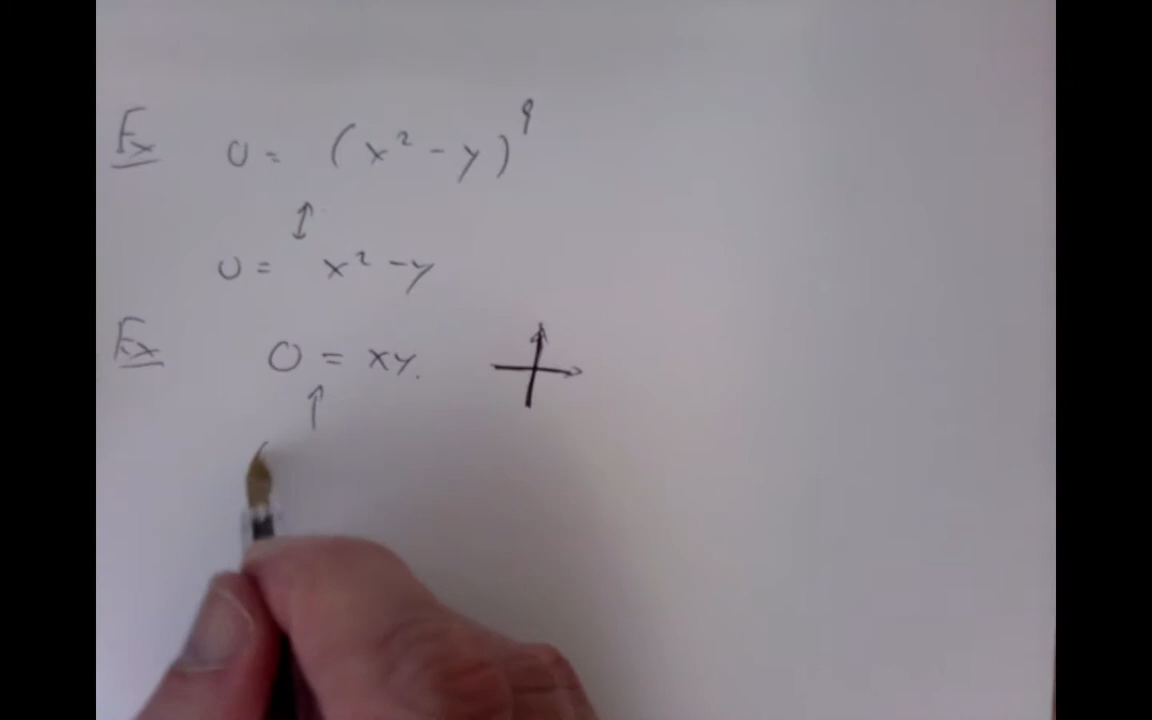 Ex 0 = (x² - y)⁹
↕
0 = x² - y
Ex 0 = xy.
↑